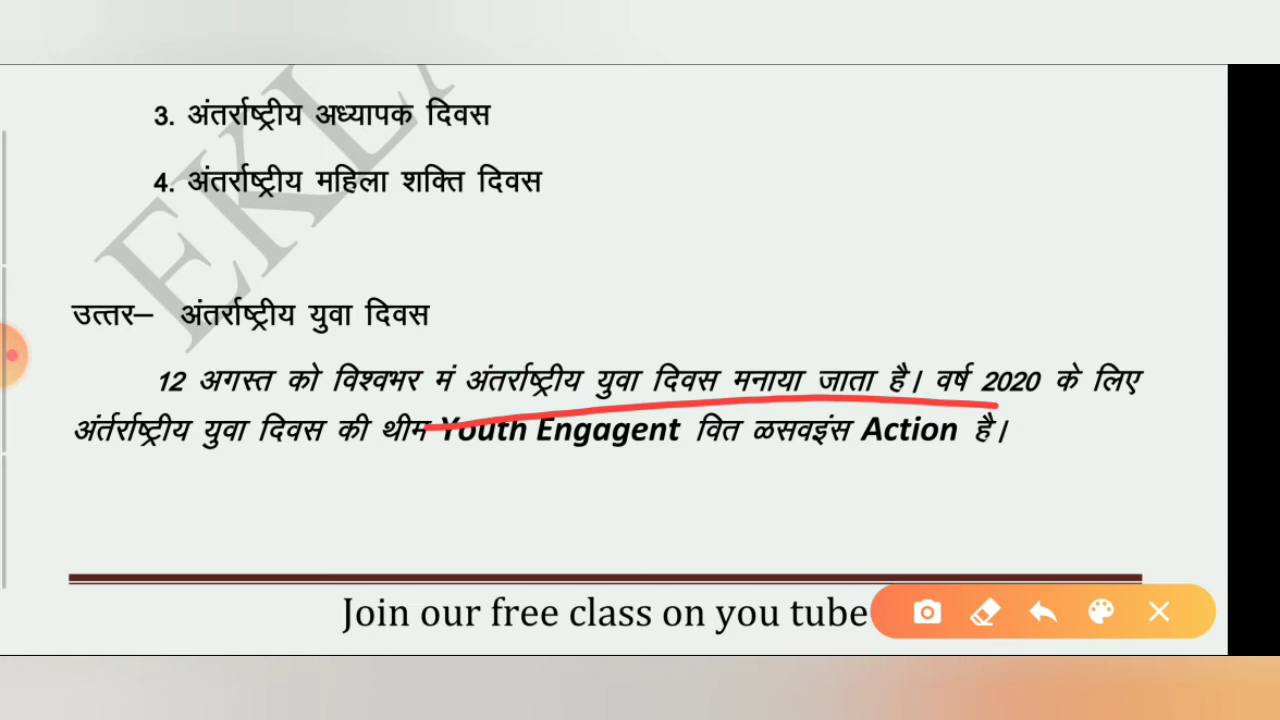 3. अंतर्राष्ट्रीय अध्यापक दिवस
4. अंतर्राष्ट्रीय महिला शक्ति दिवस
उत्तर– अंतर्राष्ट्रीय युवा दिवस
12 अगस्त को विश्वभर मं अंतर्राष्ट्रीय युवा दिवस मनाया जाता है। वर्ष 2020 के लिए
अंर्तर्राष्ट्रीय युवा दिवस की थीम Youth Engagent वित ळसवइंस Action है।
Join our free class on you tube
EKLA